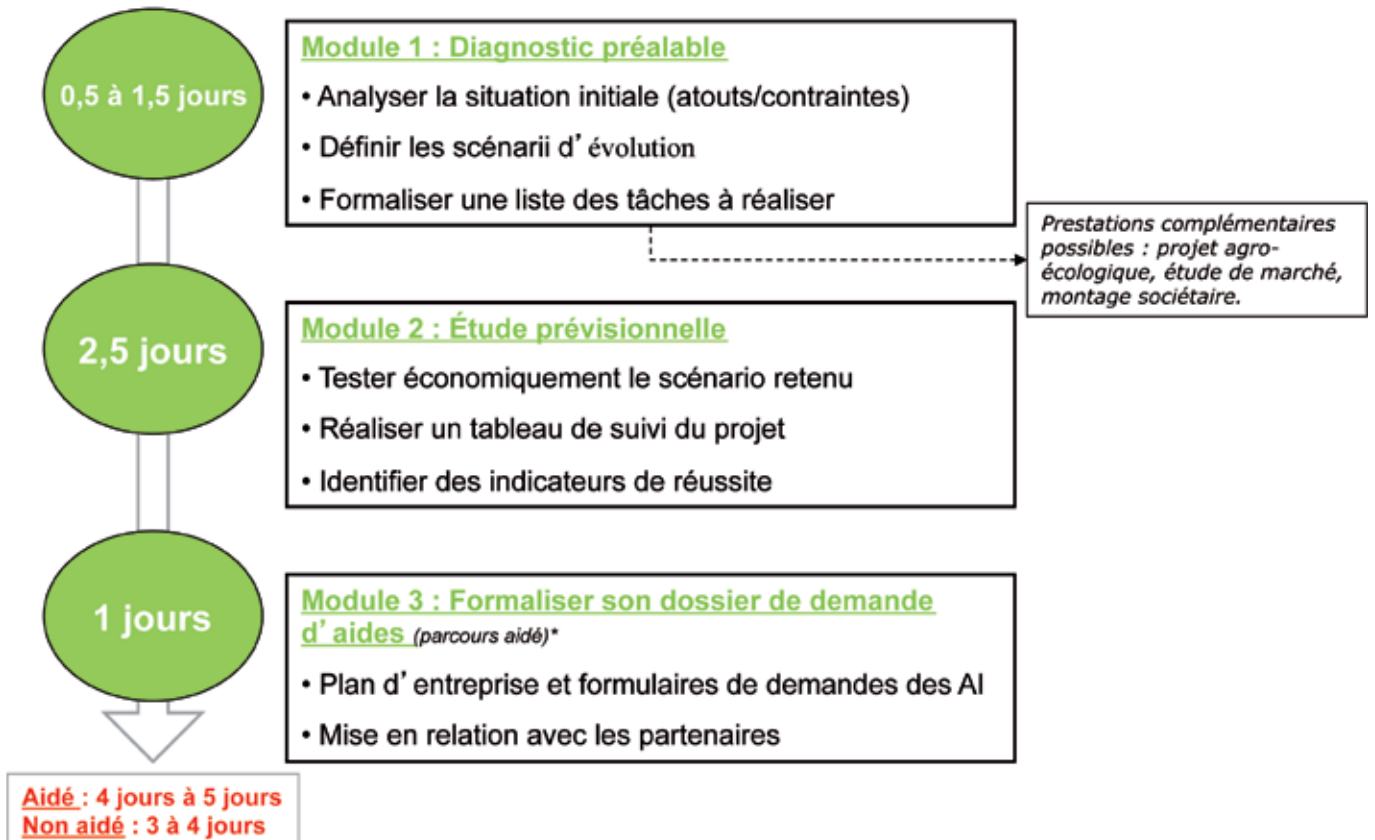 0,5 à 1,5 jours
Module 1 : Diagnostic préalable
• Analyser la situation initiale (atouts/contraintes)
• Définir les scénarii d’ évolution
• Formaliser une liste des tâches à réaliser
Prestations complémentaires
possibles : projet agro-
écologique, étude de marché,
montage sociétaire.
2,5 jours
Module 2 : Étude prévisionnelle
• Tester économiquement le scénario retenu
• Réaliser un tableau de suivi du projet
• Identifier des indicateurs de réussite
1 jours
Module 3 : Formaliser son dossier de demande
d’ aides (parcours aidé)*
• Plan d’ entreprise et formulaires de demandes des AI
• Mise en relation avec les partenaires
Aidé : 4 jours à 5 jours
Non aidé : 3 à 4 jours